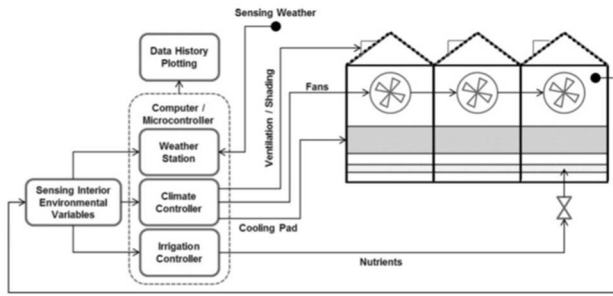 Sensing Weather
Data History
Plotting
Computer /
Microcontroller
Ventilation / Shading
Fans
Weather
Station
Sensing Interior
Environmental
Variables
Climate
Controller
Cooling Pad
Irrigation
Controller
Nutrients